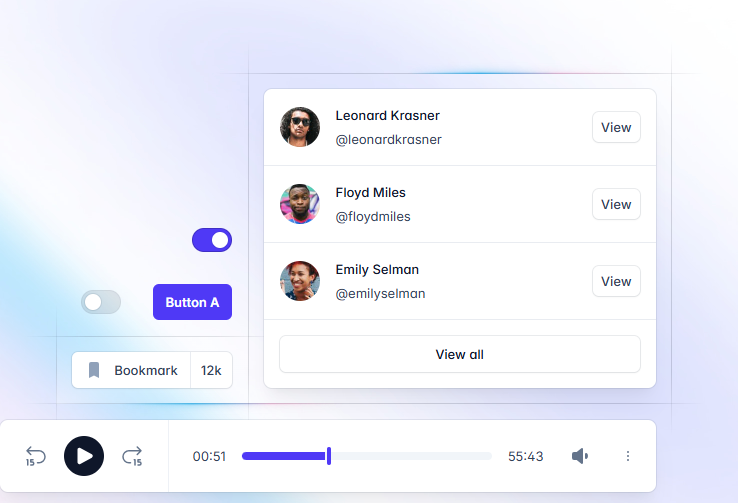 Leonard Krasner
@leonardkrasner
View
Floyd Miles
@floydmiles
View
Emily Selman
@emilyselman
View
Button A
View all
Bookmark 12k
15 15 00:51 55:43